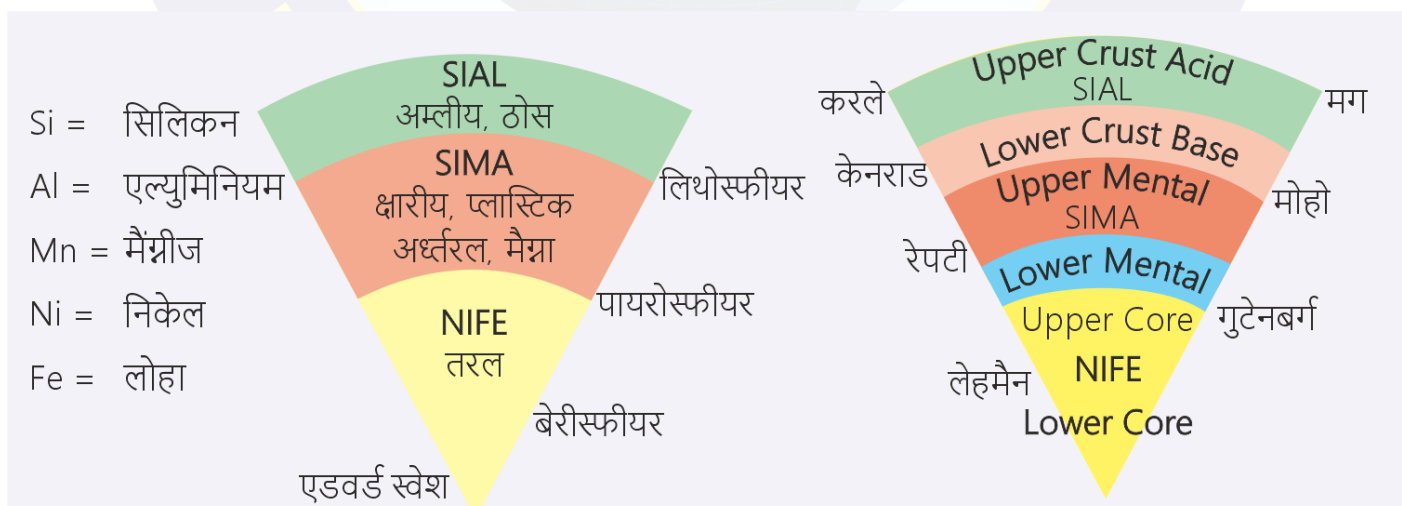 Si = सिलिकन
Al = एल्युमिनियम
Mn = मैंग्नीज
Ni = निकेल
Fe = लोहा
SIAL
अम्लीय, ठोस
SIMA
क्षारीय, प्लास्टिक
अर्ध्तरल, मैग्ना
NIFE
तरल
लिथोस्फीयर
पायरोस्फीयर
बेरीस्फीयर
एडवर्ड स्वेश
Upper Crust Acid
SIAL
Lower Crust Base
Upper Mental
SIMA
Lower Mental
Upper Core
NIFE
Lower Core
करले
केनराड
रेपटी
लेहमैन
मग
मोहो
गुटेनबर्ग